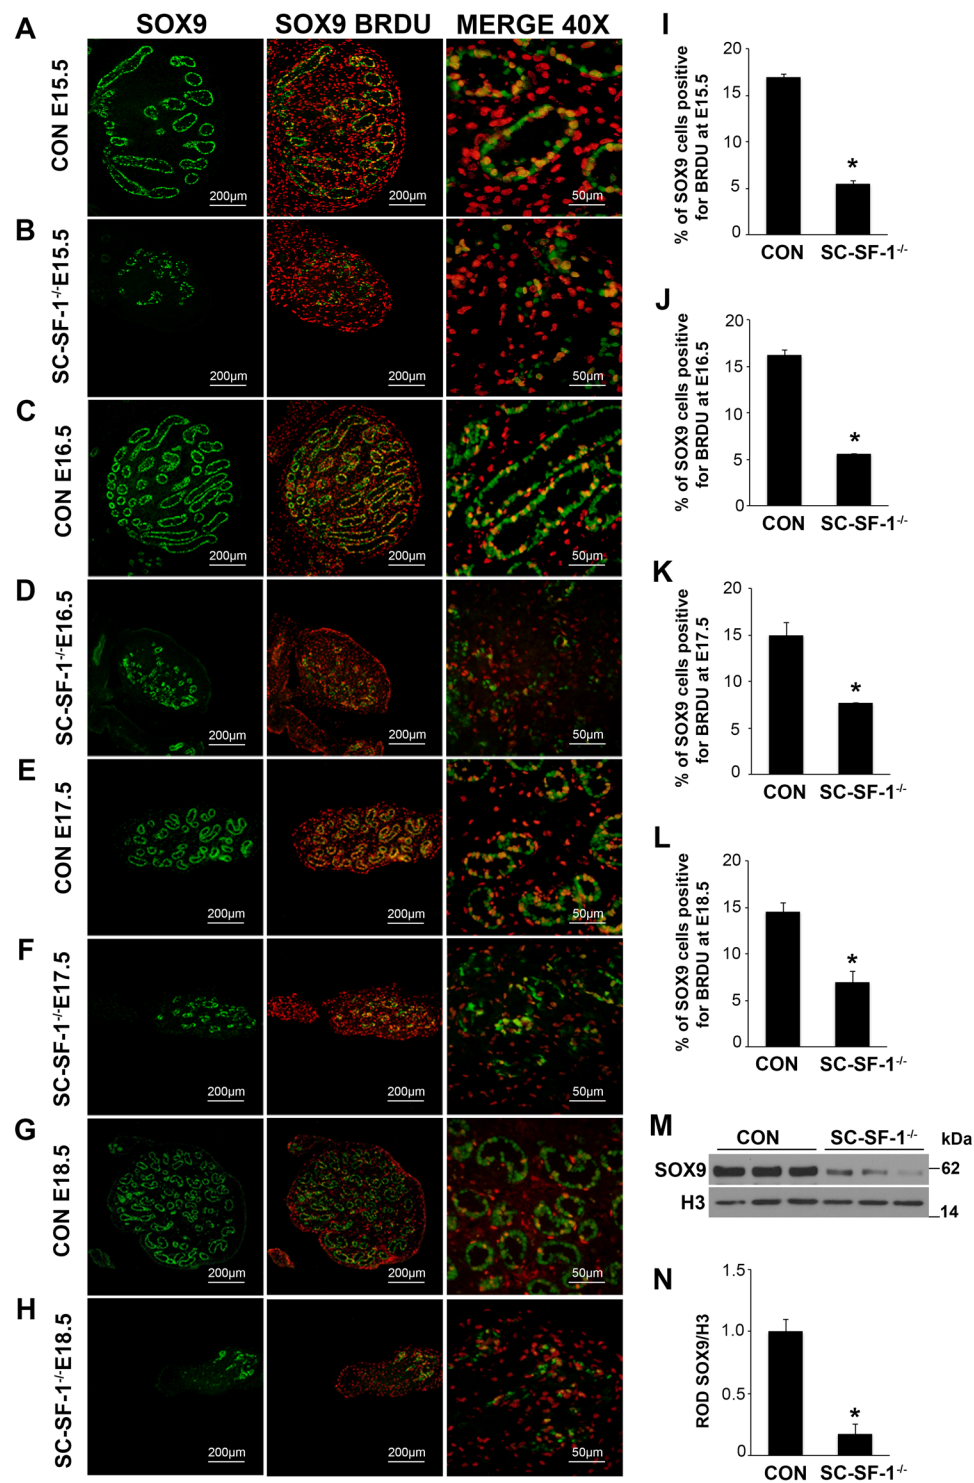 SOX9 SOX9 BRDU MERGE 40X
A
CON E15.5
200µm 200µm 50µm
B
SC-SF-1-/-E15.5
200µm 200µm 50µm
C
CON E16.5
200µm 200µm 50µm
D
SC-SF-1-/-E16.5
200µm 200µm 50µm
E
CON E17.5
200µm 200µm 50µm
F
SC-SF-1-/-E17.5
200µm 200µm 50µm
G
CON E18.5
200µm 200µm 50µm
H
SC-SF-1-/-E18.5
200µm 200µm 50µm
I
% of SOX9 cells positive
for BRDU at E15.5
20
15
10
5
0
*
CON SC-SF-1-/-
J
% of SOX9 cells positive
for BRDU at E16.5
20
15
10
5
0
*
CON SC-SF-1-/-
K
% of SOX9 cells positive
for BRDU at E17.5
20
15
10
5
0
*
CON SC-SF-1-/-
L
% of SOX9 cells positive
for BRDU at E18.5
20
15
10
5
0
*
CON SC-SF-1-/-
M
CON SC-SF-1-/- kDa
SOX9 62
H3 14
N
ROD SOX9/H3
1.5
1.0
0.5
0
*
CON SC-SF-1-/-